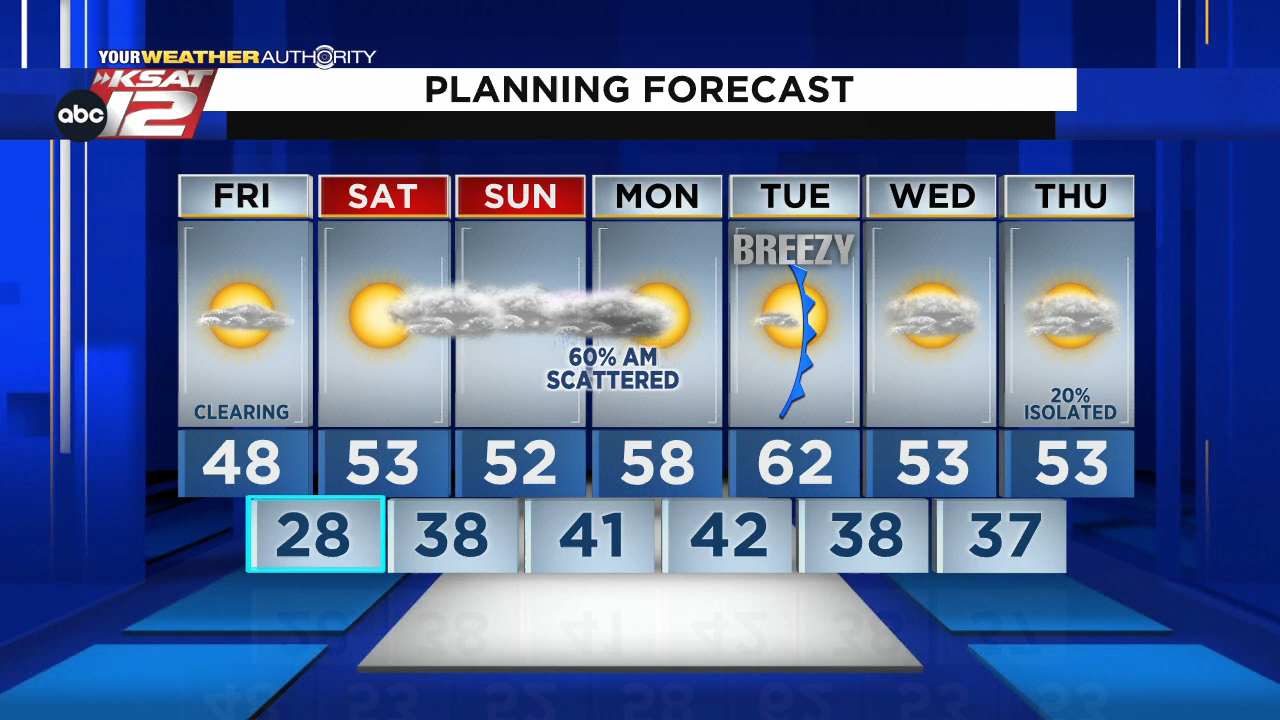 YOURWEATHERAUTHORITY
KSAT
abc 12
PLANNING FORECAST
FRI SAT SUN MON TUE WED THU
BREEZY
60% AM
SCATTERED
CLEARING
20%
ISOLATED
48 53 52 58 62 53 53
28 38 41 42 38 37